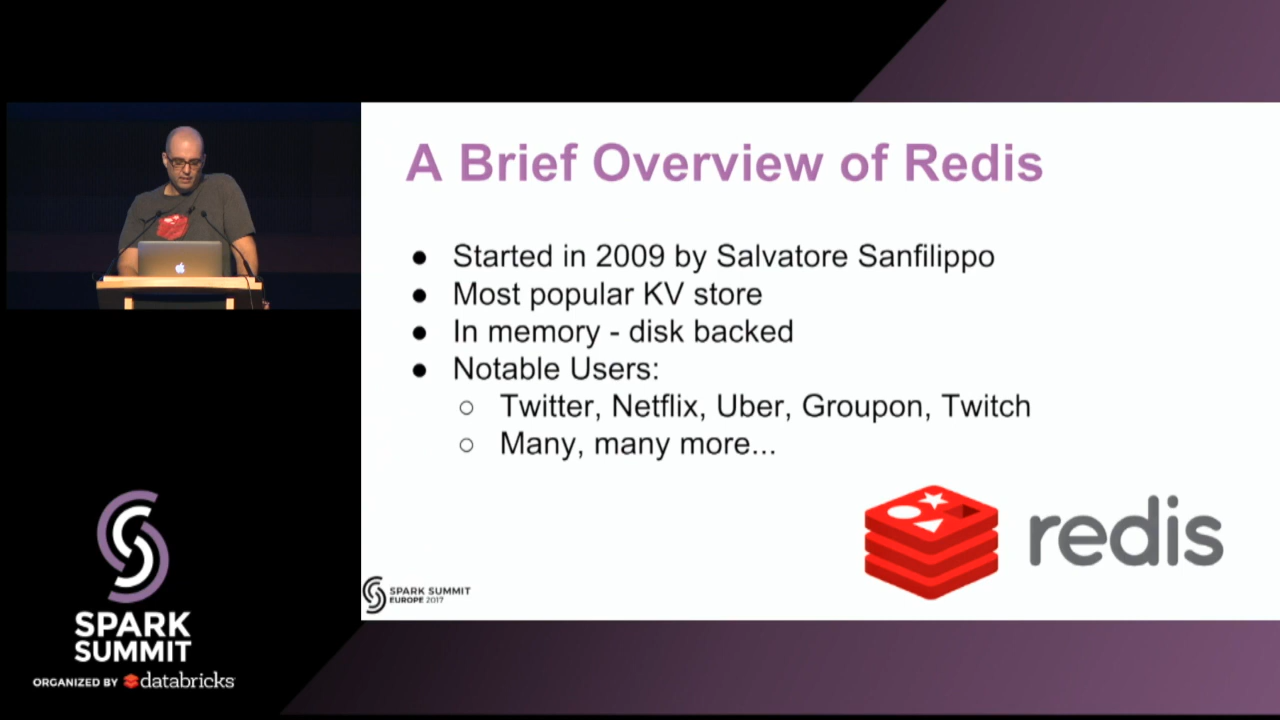 A Brief Overview of Redis
● Started in 2009 by Salvatore Sanfilippo
● Most popular KV store
● In memory - disk backed
● Notable Users:
○ Twitter, Netflix, Uber, Groupon, Twitch
○ Many, many more...
redis
SPARK SUMMIT
EUROPE 2017
SPARK
SUMMIT
ORGANIZED BY databricks